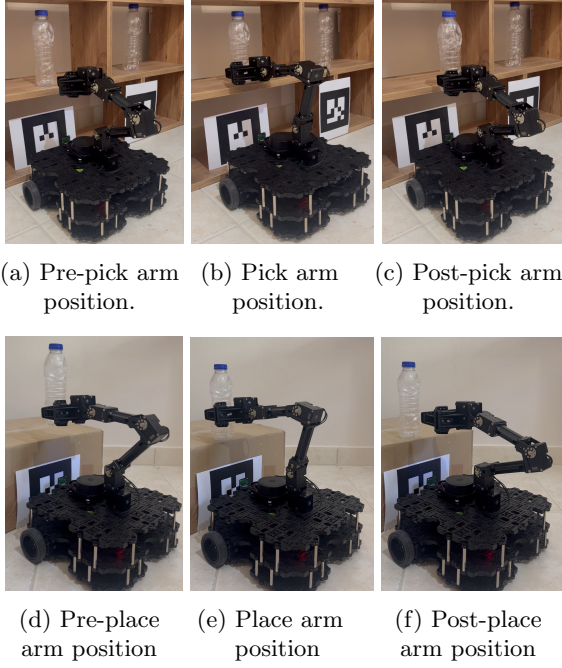 (a) Pre-pick arm
position.
(b) Pick arm
position.
(c) Post-pick arm
position.
(d) Pre-place
arm position
(e) Place arm
position
(f) Post-place
arm position